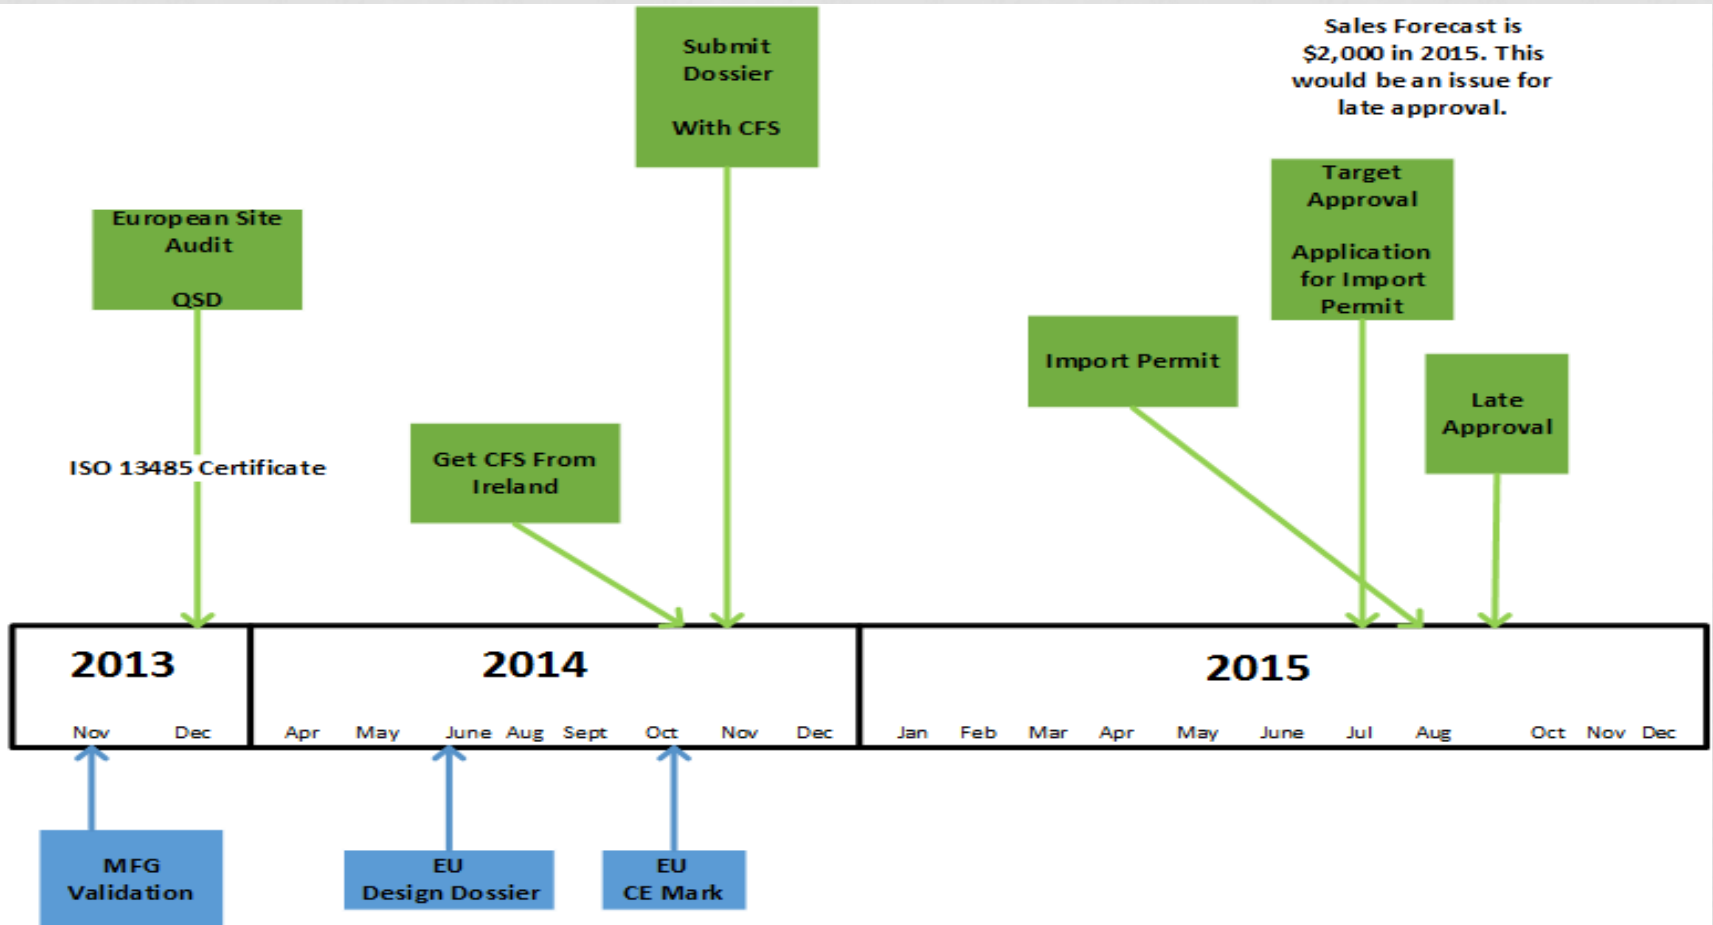 Submit
Dossier
With CFS
Sales Forecast is
$2,000 in 2015. This
would be an issue for
late approval.
European Site
Audit
QSD
Target
Approval
Application
for Import
Permit
Import Permit
Late
Approval
ISO 13485 Certificate
Get CFS From
Ireland
2013
2014
2015
Nov Dec Apr May June Aug Sept Oct Nov Dec Jan Feb Mar Apr May June Jul Aug Oct Nov Dec
MFG
Validation
EU
Design Dossier
EU
CE Mark